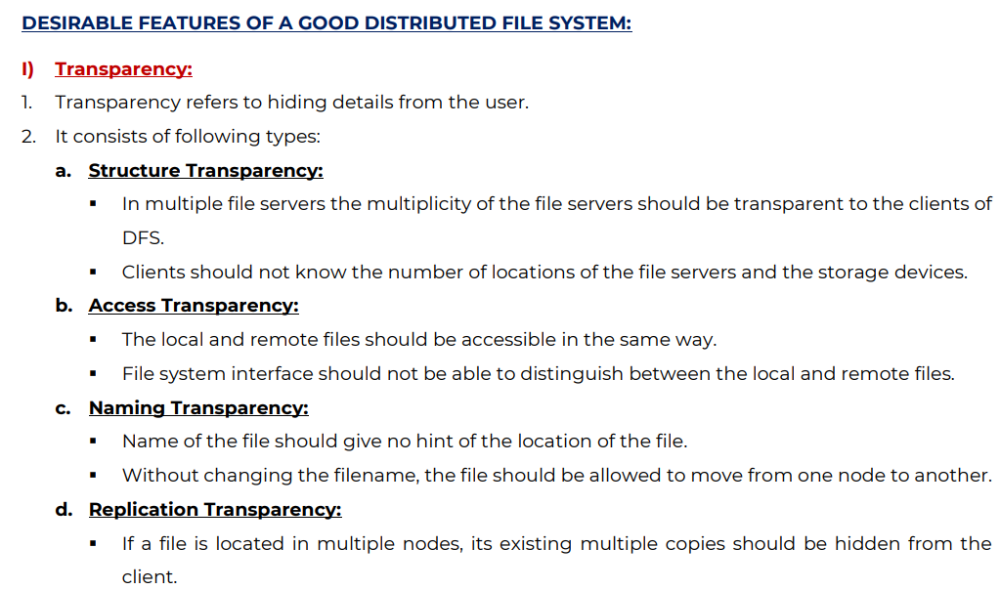 DESIRABLE FEATURES OF A GOOD DISTRIBUTED FILE SYSTEM:
I) Transparency:
1. Transparency refers to hiding details from the user.
2. It consists of following types:
a. Structure Transparency:
▪ In multiple file servers the multiplicity of the file servers should be transparent to the clients of
DFS.
▪ Clients should not know the number of locations of the file servers and the storage devices.
b. Access Transparency:
▪ The local and remote files should be accessible in the same way.
▪ File system interface should not be able to distinguish between the local and remote files.
c. Naming Transparency:
▪ Name of the file should give no hint of the location of the file.
▪ Without changing the filename, the file should be allowed to move from one node to another.
d. Replication Transparency:
▪ If a file is located in multiple nodes, its existing multiple copies should be hidden from the
client.